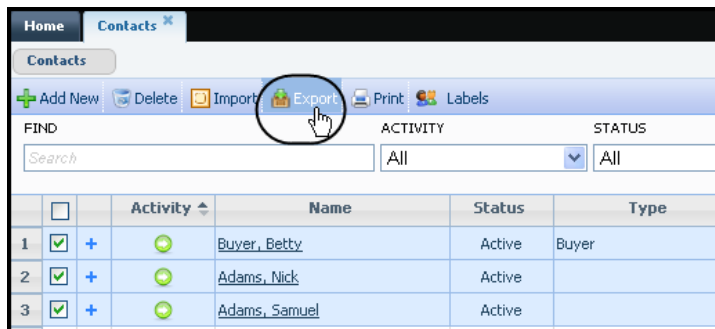 Home Contacts
Contacts
Add New Delete Import Export Print Labels
FIND ACTIVITY STATUS
Search All All
Activity Name Status Type
1 Buyer, Betty Active Buyer
2 Adams, Nick Active
3 Adams, Samuel Active